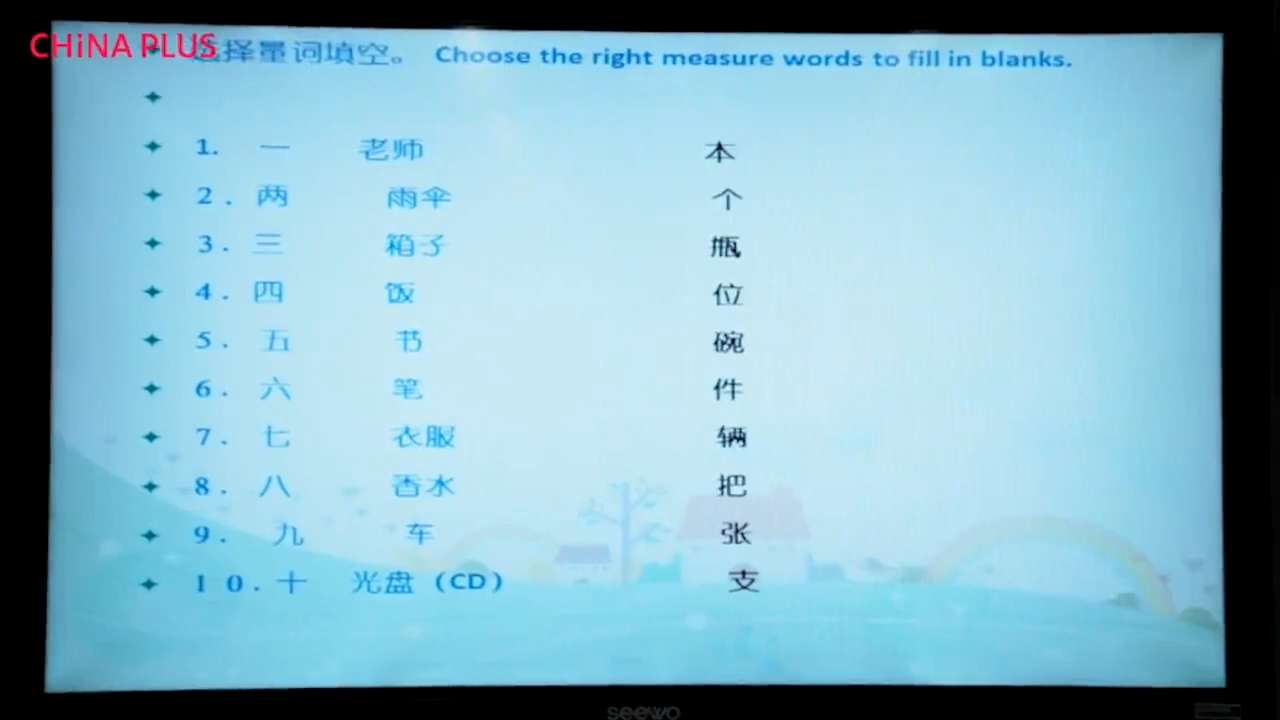 CHiNA PLUS
选择量词填空。 Choose the right measure words to fill in blanks.
1. 一 老师 本
2. 两 雨伞 个
3. 三 箱子 瓶
4. 四 饭 位
5. 五 书 碗
6. 六 笔 件
7. 七 衣服 辆
8. 八 香水 把
9. 九 车 张
10. 十 光盘（CD） 支
seewo